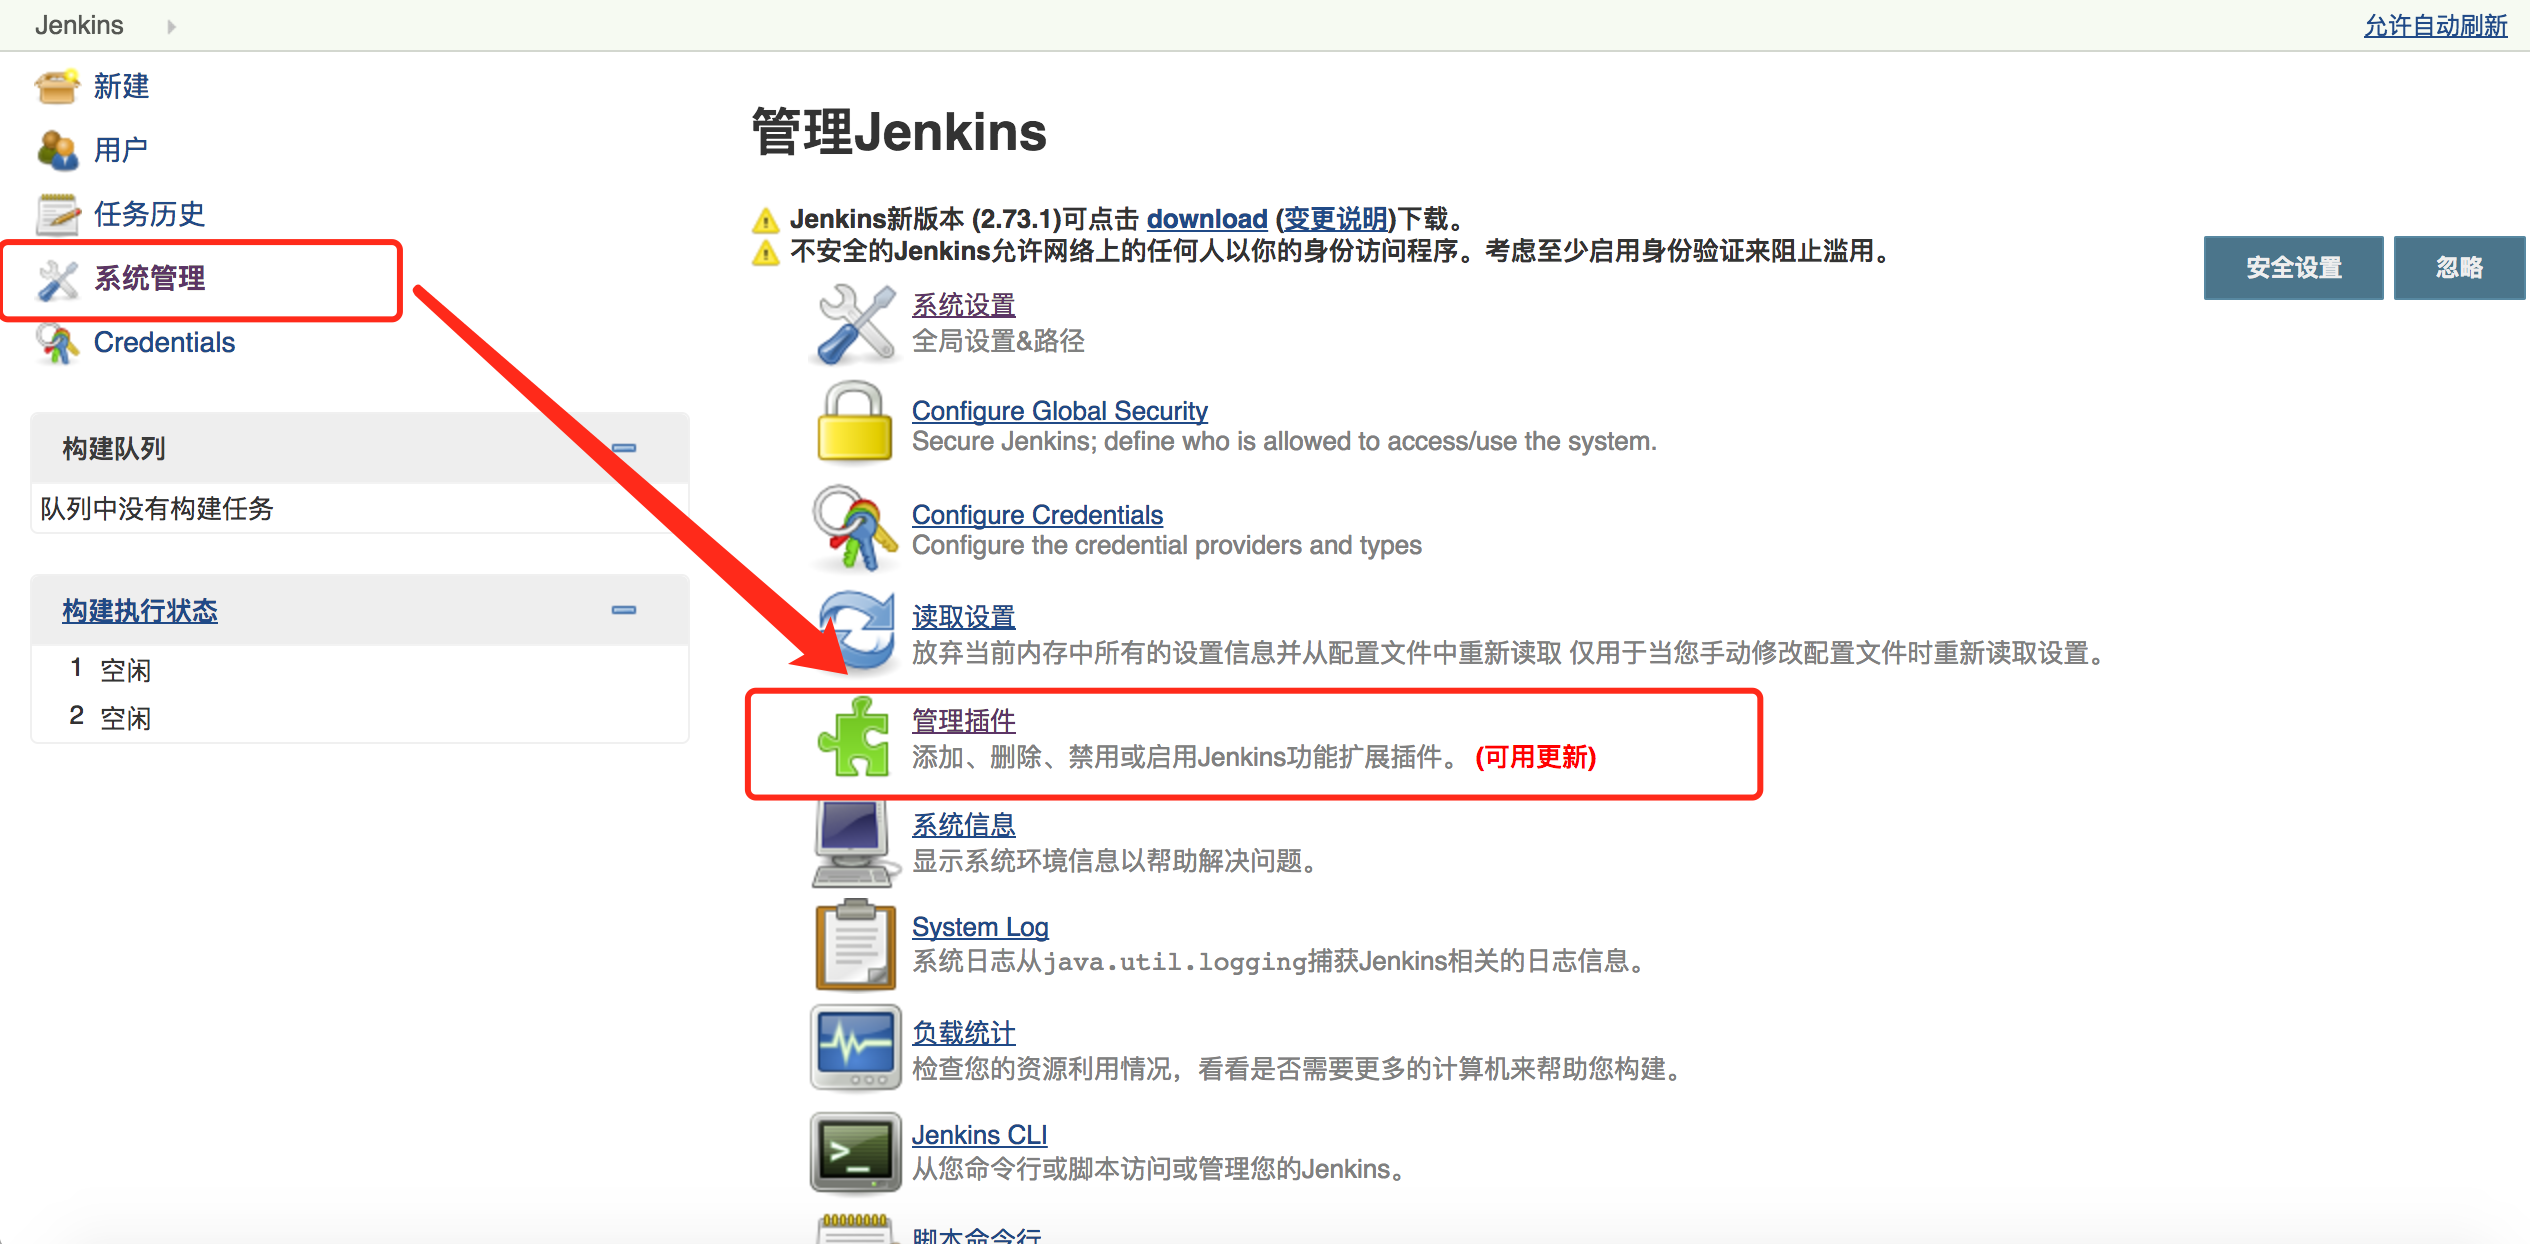 Jenkins
允许自动刷新
新建
用户
任务历史
系统管理
Credentials
构建队列
队列中没有构建任务
构建执行状态
1 空闲
2 空闲
管理Jenkins
Jenkins新版本 (2.73.1)可点击 download (变更说明)下载。
不安全的Jenkins允许网络上的任何人以你的身份访问程序。考虑至少启用身份验证来阻止滥用。
安全设置
忽略
系统设置
全局设置&路径
Configure Global Security
Secure Jenkins; define who is allowed to access/use the system.
Configure Credentials
Configure the credential providers and types
读取设置
放弃当前内存中所有的设置信息并从配置文件中重新读取 仅用于当您手动修改配置文件时重新读取设置。
管理插件
添加、删除、禁用或启用Jenkins功能扩展插件。 (可用更新)
系统信息
显示系统环境信息以帮助解决问题。
System Log
系统日志从java.util.logging捕获Jenkins相关的日志信息。
负载统计
检查您的资源利用情况，看看是否需要更多的计算机来帮助您构建。
Jenkins CLI
从您命令行或脚本访问或管理您的Jenkins。
脚本命令行